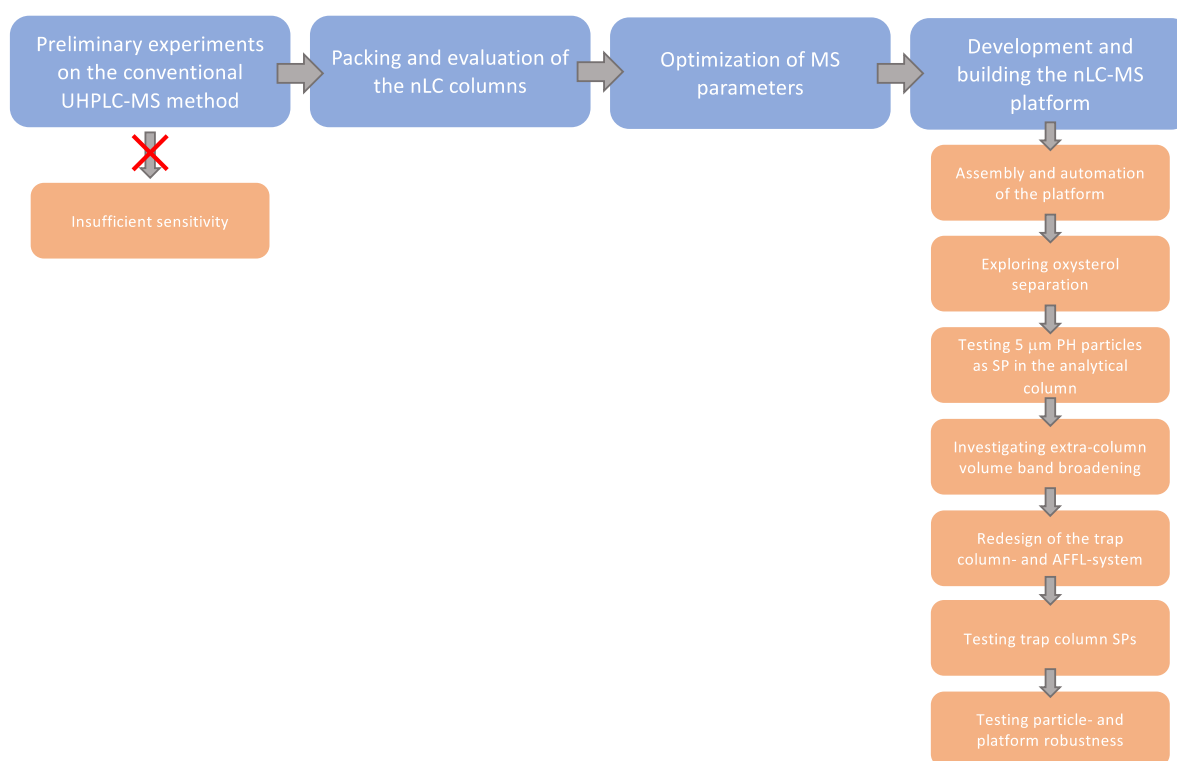 Preliminary experiments
on the conventional
UHPLC-MS method
Packing and evaluation of
the nLC columns
Optimization of MS
parameters
Development and
building the nLC-MS
platform
Insufficient sensitivity
Assembly and automation
of the platform
Exploring oxysterol
separation
Testing 5 μm PH particles
as SP in the analytical
column
Investigating extra-column
volume band broadening
Redesign of the trap
column- and AFFL-system
Testing trap column SPs
Testing particle- and
platform robustness